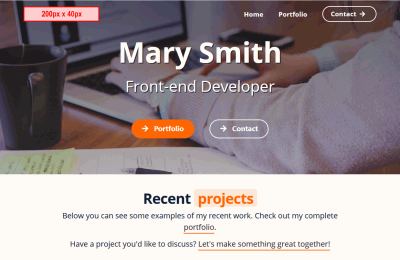 200px x 40px
Home Portfolio Contact
Mary Smith
Front-end Developer
Portfolio Contact
Recent projects
Below you can see some examples of my recent work. Check out my complete
portfolio.
Have a project you'd like to discuss? Let's make something great together!